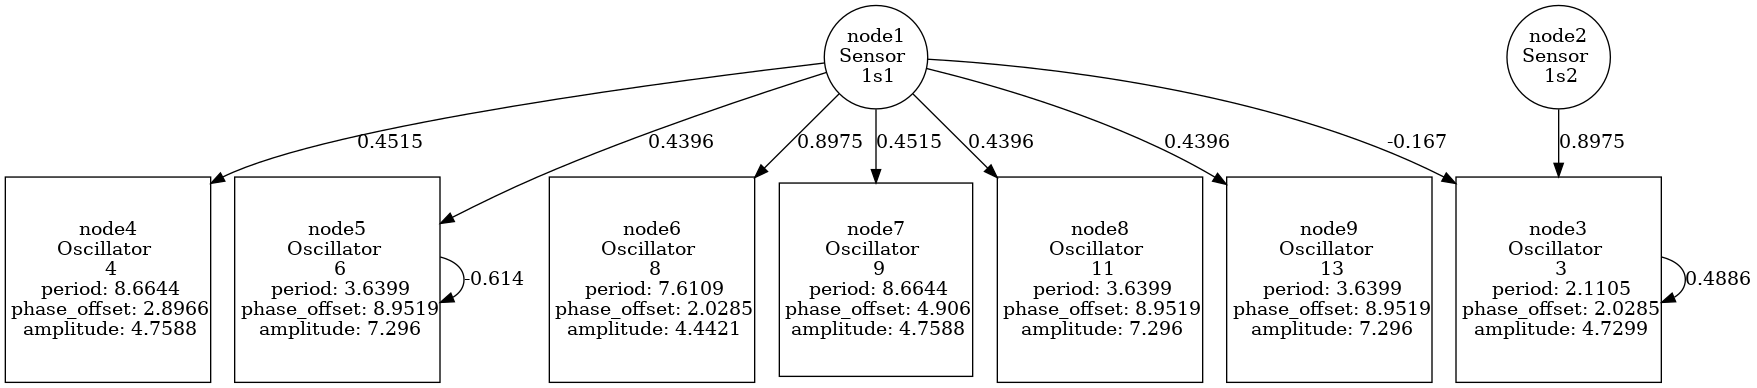 node1
Sensor
1s1
node2
Sensor
1s2
0.4515
0.4396
0.8975
0.4515
0.4396
0.4396
-0.167
0.8975
node4
Oscillator
4
period: 8.6644
phase_offset: 2.8966
amplitude: 4.7588
node5
Oscillator
6
period: 3.6399
phase_offset: 8.9519
amplitude: 7.296
-0.614
node6
Oscillator
8
period: 7.6109
phase_offset: 2.0285
amplitude: 4.4421
node7
Oscillator
9
period: 8.6644
phase_offset: 4.906
amplitude: 4.7588
node8
Oscillator
11
period: 3.6399
phase_offset: 8.9519
amplitude: 7.296
node9
Oscillator
13
period: 3.6399
phase_offset: 8.9519
amplitude: 7.296
node3
Oscillator
3
period: 2.1105
phase_offset: 2.0285
amplitude: 4.7299
0.4886